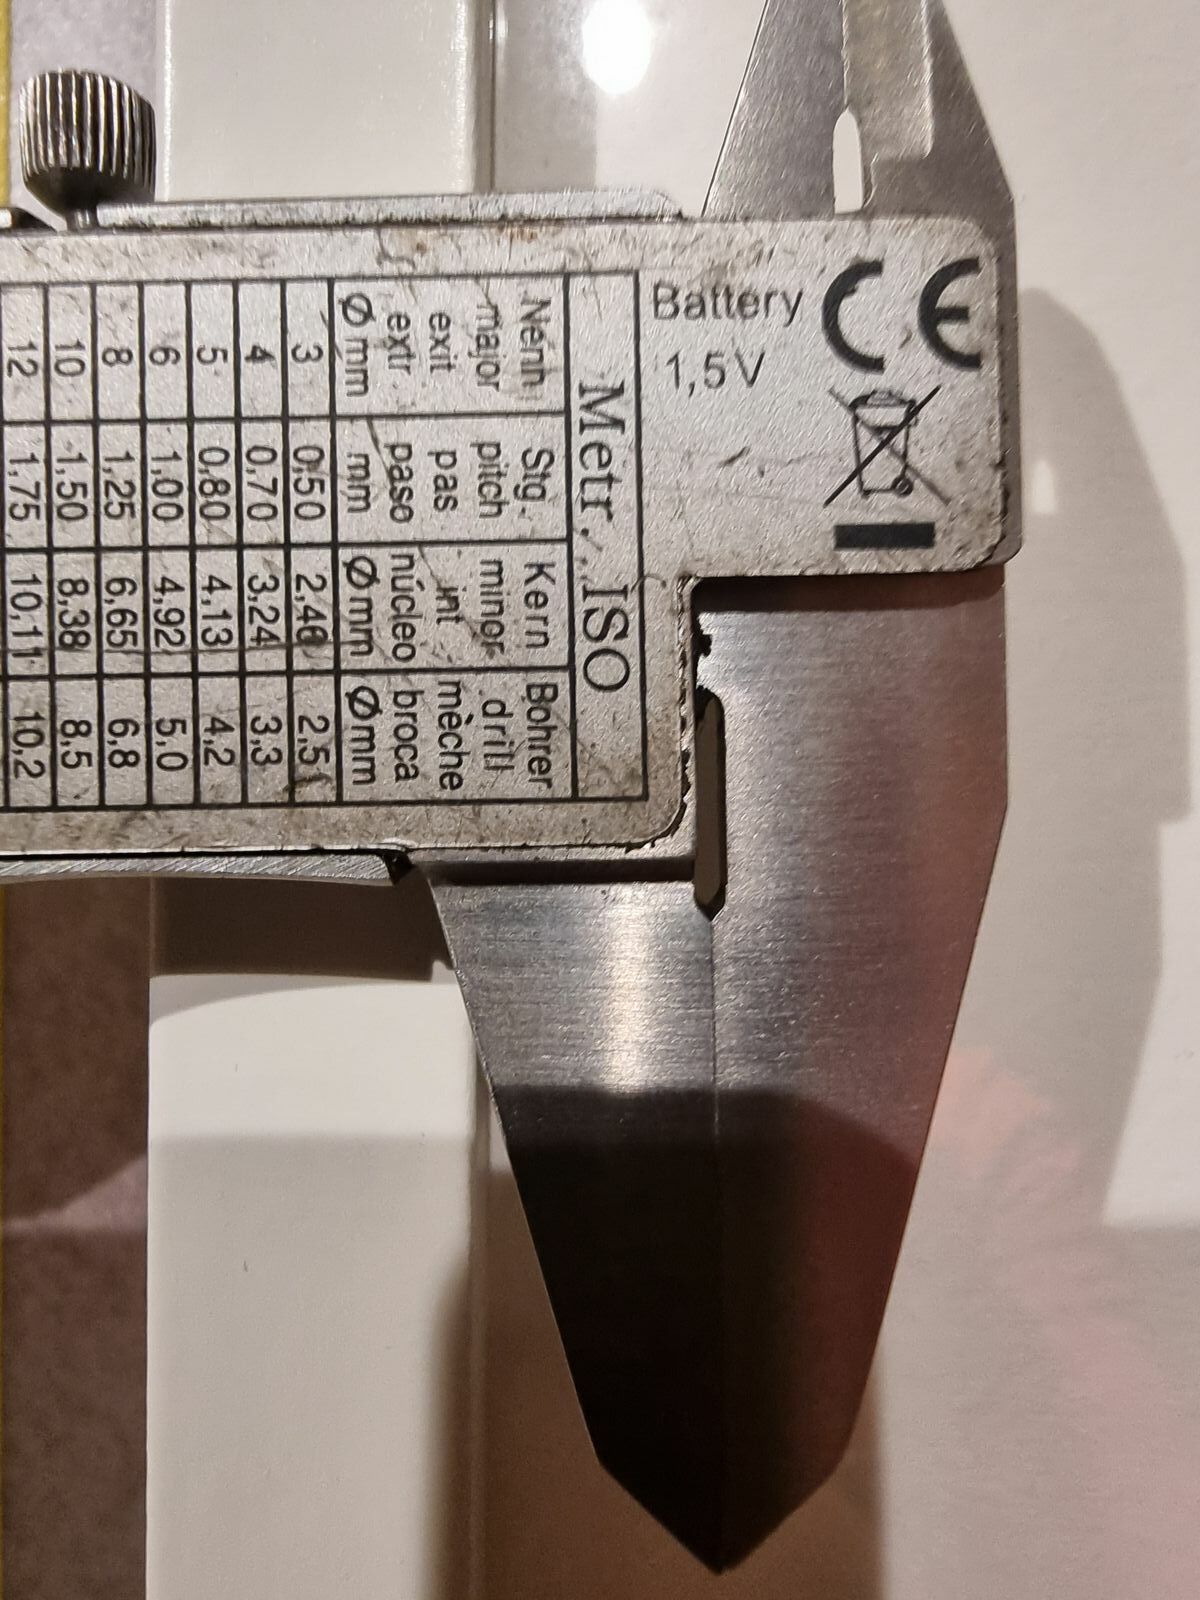 CE
Battery
1,5V
Metr. ISO
Nenn Stg. Kern Bohrer
major pitch minor drill
exit pas int mèche
extr paso núcleo broca
Ø mm mm Ø mm Ø mm
3 0,50 2,46 2,5
4 0,70 3,24 3,3
5 0,80 4,13 4,2
6 1,00 4,92 5,0
8 1,25 6,65 6,8
10 1,50 8,38 8,5
12 1,75 10,11 10,2